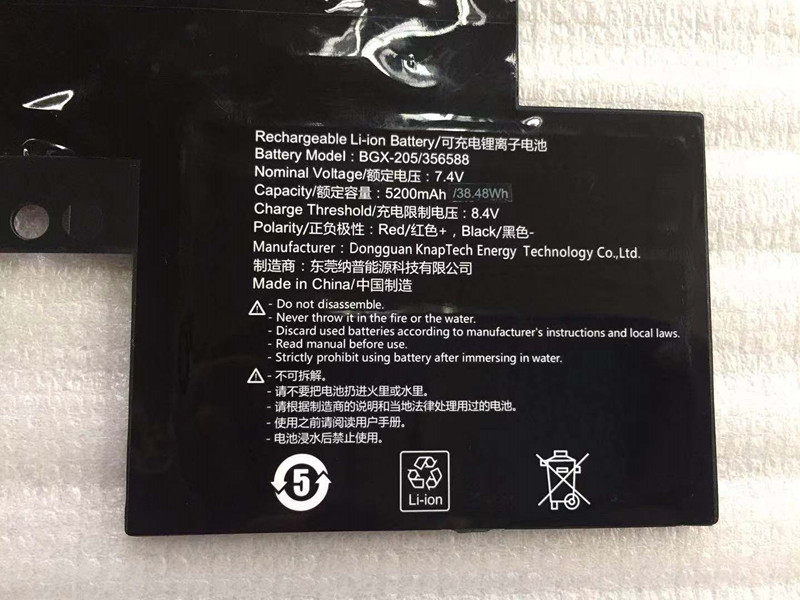 Rechargeable Li-ion Battery/可充电锂离子电池
Battery Model : BGX-205/356588
Nominal Voltage/额定电压 : 7.4V
Capacity/额定容量 : 5200mAh /38.48Wh
Charge Threshold/充电限制电压 : 8.4V
Polarity/正负极性 : Red/红色+ , Black/黑色-
Manufacturer : Dongguan KnapTech Energy Technology Co.,Ltd.
制造商 : 东莞纳普能源科技有限公司
Made in China/中国制造
- Do not disassemble.
- Never throw it in the fire or the water.
- Discard used batteries according to manufacturer's instructions and local laws.
- Read manual before use.
- Strictly prohibit using battery after immersing in water.
- 不可拆解。
- 请不要把电池扔进火里或水里。
- 请根据制造商的说明和当地法律处理用过的电池。
- 使用之前请阅读用户手册。
- 电池浸水后禁止使用。
5
Li-ion